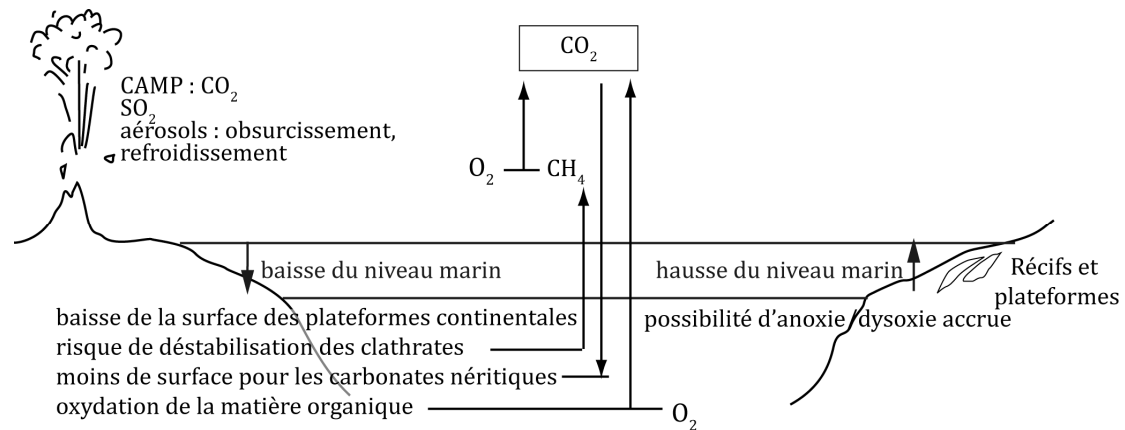 CO₂
CAMP : CO₂
SO₂
aérosols : obsurcissement,
refroidissement
O₂ CH₄
baisse du niveau marin
hausse du niveau marin
Récifs et
plateformes
baisse de la surface des plateformes continentales
possibilité d’anoxie/dysoxie accrue
risque de déstabilisation des clathrates
moins de surface pour les carbonates néritiques
oxydation de la matière organique
O₂